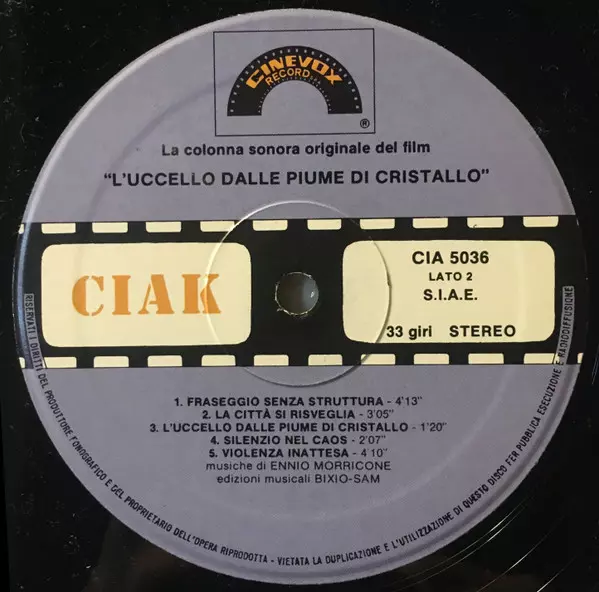 CINEVOX
RECORD
®
La colonna sonora originale del film
"L'UCCELLO DALLE PIUME DI CRISTALLO"
CIAK
CIA 5036
LATO 2
S.I.A.E.
33 giri STEREO
1. FRASEGGIO SENZA STRUTTURA - 4'13"
2. LA CITTÀ SI RISVEGLIA - 3'05"
3. L'UCCELLO DALLE PIUME DI CRISTALLO - 1'20"
4. SILENZIO NEL CAOS - 2'07"
5. VIOLENZA INATTESA - 4'10"
musiche di ENNIO MORRICONE
edizioni musicali BIXIO-SAM
RISERVATI I DIRITTI DEL PRODUTTORE FONOGRAFICO E DEL PROPRIETARIO DELL'OPERA RIPRODOTTA - VIETATA LA DUPLICAZIONE E L'UTILIZZAZIONE DI QUESTO DISCO PER PUBBLICA ESECUZIONE E RADIODIFFUSIONE